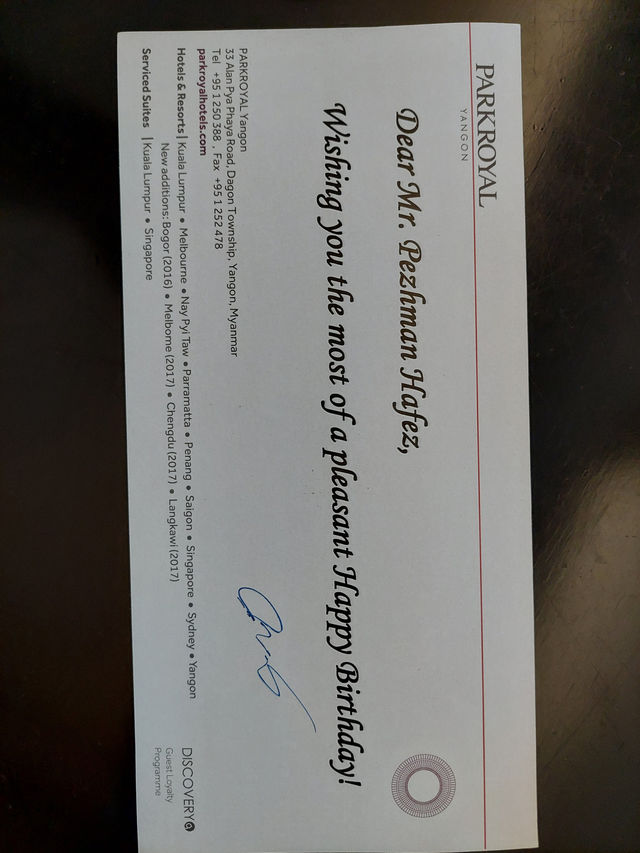 PARKROYAL
YANGON
Dear Mr. Pezhman Hafez,
Wishing you the most of a pleasant Happy Birthday!
PARKROYAL Yangon
33 Alan Pya Phaya Road, Dagon Township, Yangon, Myanmar
Tel +95 1 250 388 , Fax +95 1 252 478
parkroyalhotels.com
Hotels & Resorts | Kuala Lumpur • Melbourne • Nay Pyi Taw • Parramatta • Penang • Saigon • Singapore • Sydney • Yangon
New additions: Bogor (2016) • Melborne (2017) • Chengdu (2017) • Langkawi (2017)
Serviced Suites | Kuala Lumpur • Singapore
DISCOVERY
Guest Loyalty
Programme